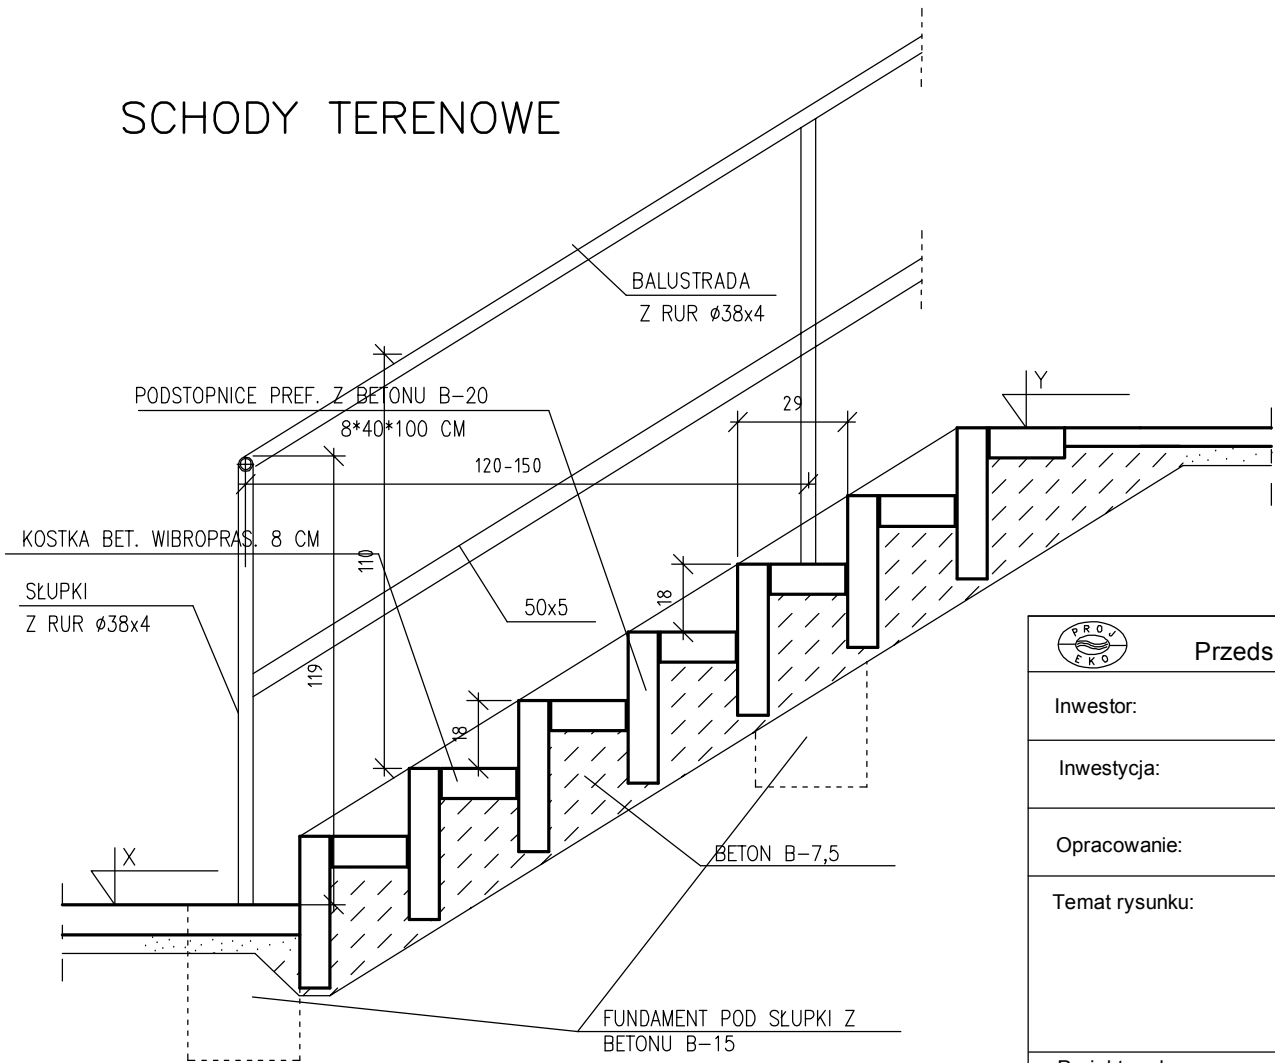 SCHODY TERENOWE
BALUSTRADA
Z RUR ø38x4
PODSTOPNICE PREF. Z BETONU B-20
8*40*100 CM
29
Y
120-150
KOSTKA BET. WIBROPRAS. 8 CM
110
SŁUPKI
Z RUR ø38x4
50x5
18
119
18
X
BETON B-7,5
FUNDAMENT POD SŁUPKI Z
BETONU B-15
PROJ
EKO
Przeds
Inwestor:
Inwestycja:
Opracowanie:
Temat rysunku: